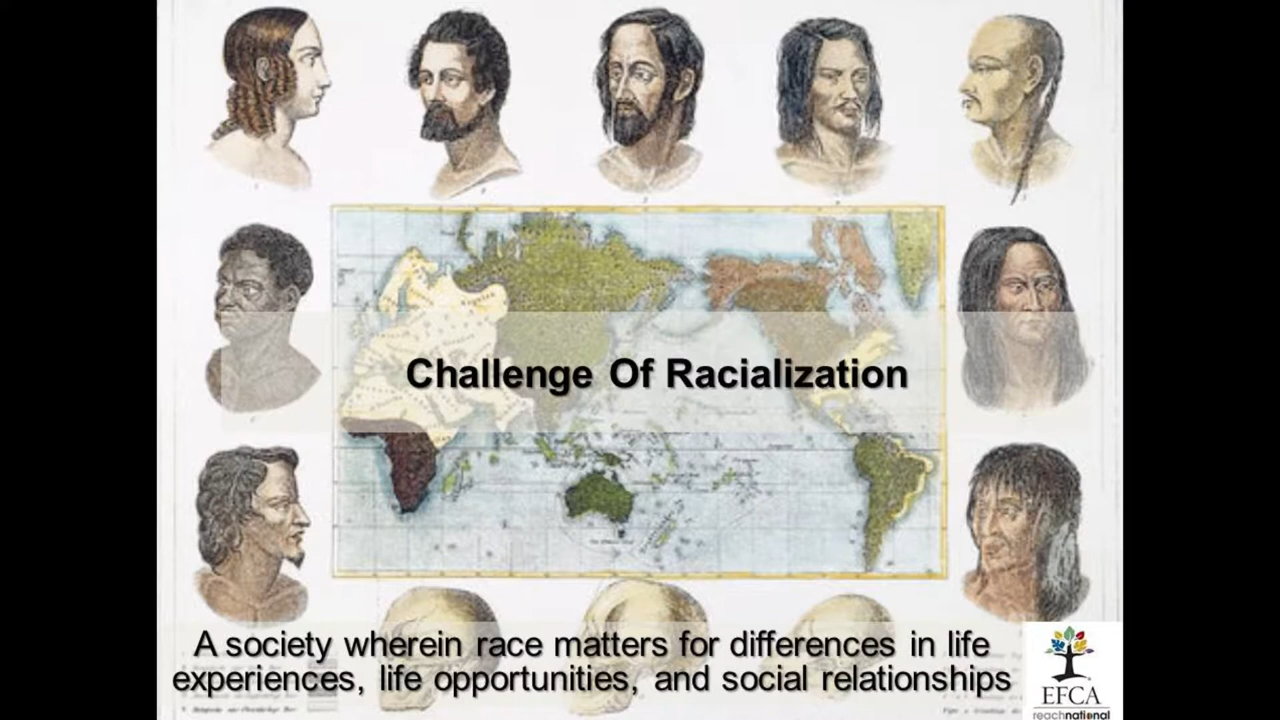 Challenge Of Racialization
A society wherein race matters for differences in life
experiences, life opportunities, and social relationships
EFCA
reachnational